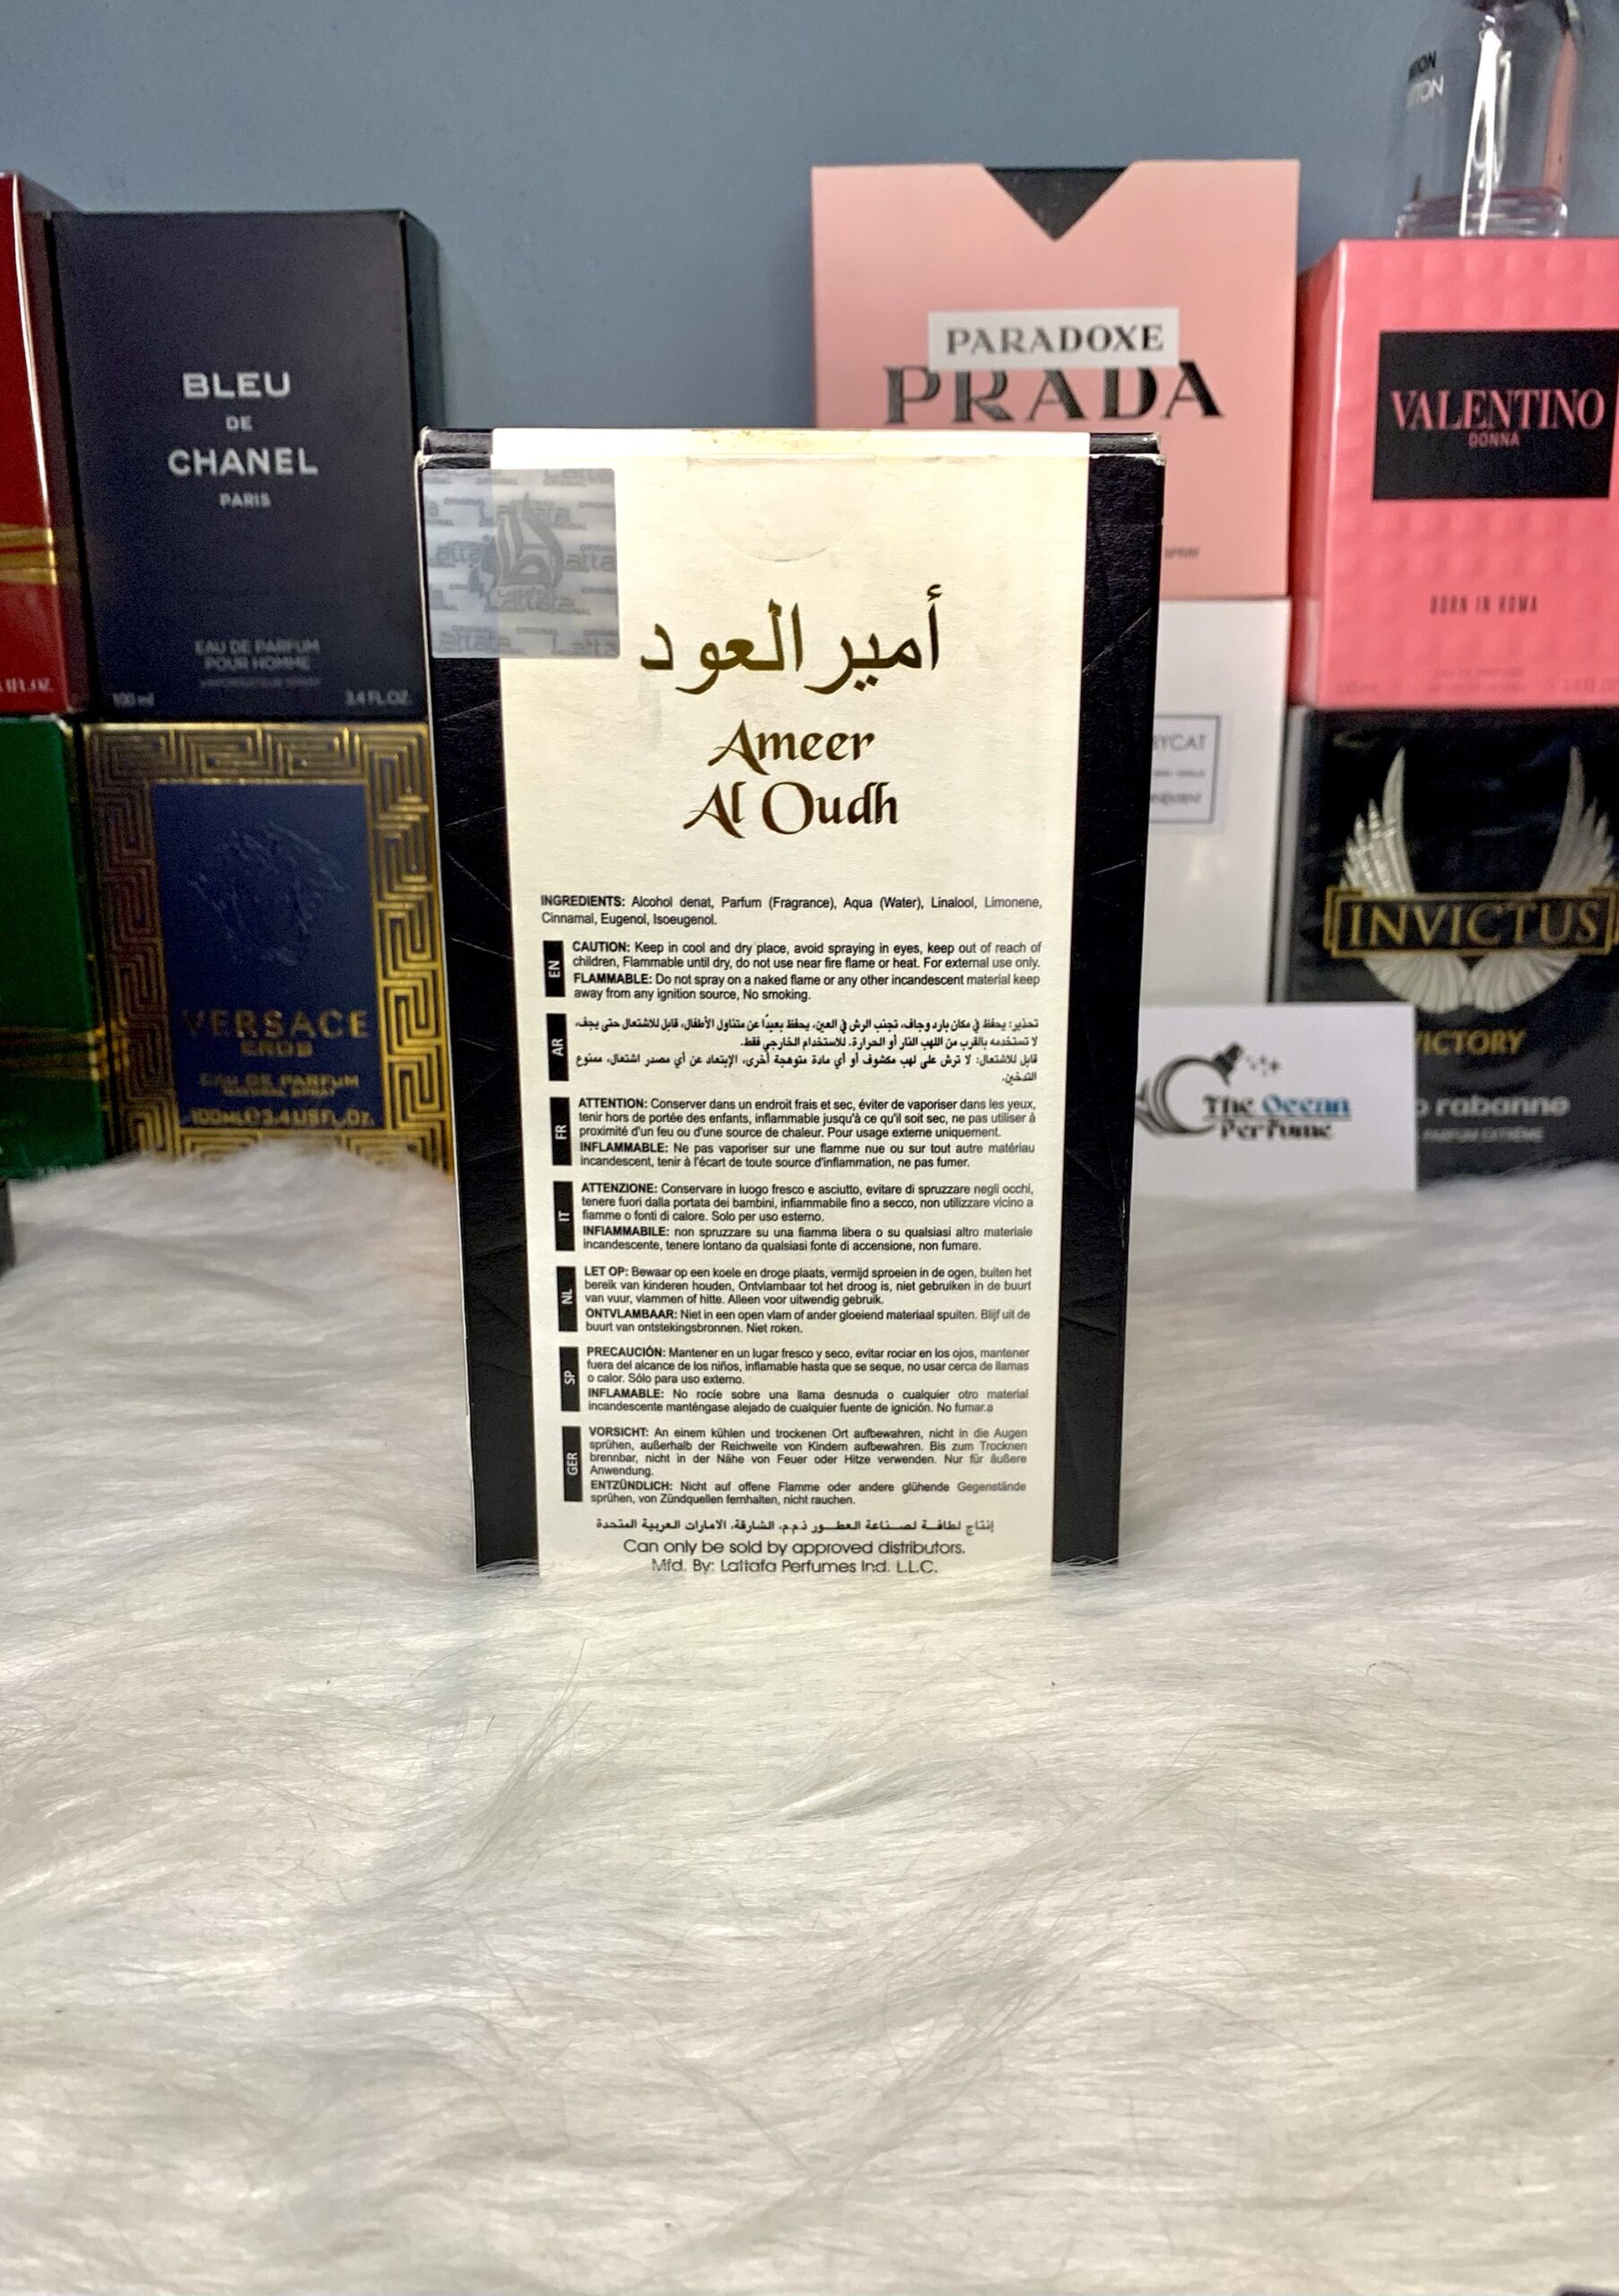 BLEU
DE
CHANEL
PARIS
EAU DE PARFUM
POUR HOMME
VAPORISATEUR SPRAY
100 ml
3.4 FL.OZ.
FL.OZ.
VERSACE
EROS
EAU DE PARFUM
NATURAL SPRAY
100ml ℮ 3.4 US FL. OZ.
PARADOXE
PRADA
SPRAY
VALENTINO
DONNA
BORN IN ROMA
INVICTUS
VICTORY
rabanne
PARFUM EXTRÊME
The Ocean
Perfume
Lattafa
أمير العود
Ameer
Al Oudh
INGREDIENTS: Alcohol denat, Parfum (Fragrance), Aqua (Water), Linalool, Limonene,
Cinnamal, Eugenol, Isoeugenol.
EN
CAUTION: Keep in cool and dry place, avoid spraying in eyes, keep out of reach of
children, Flammable until dry, do not use near fire flame or heat. For external use only.
FLAMMABLE: Do not spray on a naked flame or any other incandescent material keep
away from any ignition source, No smoking.
AR
تحذير: يحفظ في مكان بارد وجاف، تجنب الرش في العين، يحفظ بعيداً عن متناول الأطفال، قابل للاشتعال حتى يجف،
لا تستخدمه بالقرب من اللهب النار أو الحرارة. للاستخدام الخارجي فقط.
قابل للاشتعال: لا ترش على لهب مكشوف أو أي مادة متوهجة أخرى، الإبتعاد عن أي مصدر اشتعال، ممنوع
التدخين.
FR
ATTENTION: Conserver dans un endroit frais et sec, éviter de vaporiser dans les yeux,
tenir hors de portée des enfants, inflammable jusqu'à ce qu'il soit sec, ne pas utiliser à
proximité d'un feu ou d'une source de chaleur. Pour usage externe uniquement.
INFLAMMABLE: Ne pas vaporiser sur une flamme nue ou sur tout autre matériau
incandescent, tenir à l'écart de toute source d'inflammation, ne pas fumer.
IT
ATTENZIONE: Conservare in luogo fresco e asciutto, evitare di spruzzare negli occhi,
tenere fuori dalla portata dei bambini, infiammabile fino a secco, non utilizzare vicino a
fiamme o fonti di calore. Solo per uso esterno.
INFIAMMABILE: non spruzzare su una fiamma libera o su qualsiasi altro materiale
incandescente, tenere lontano da qualsiasi fonte di accensione, non fumare.
NL
LET OP: Bewaar op een koele en droge plaats, vermijd sproeien in de ogen, buiten het
bereik van kinderen houden, Ontvlambaar tot het droog is, niet gebruiken in de buurt
van vuur, vlammen of hitte. Alleen voor uitwendig gebruik.
ONTVLAMBAAR: Niet in een open vlam of ander gloeiend materiaal spuiten. Blijf uit de
buurt van ontstekingsbronnen. Niet roken.
SP
PRECAUCIÓN: Mantener en un lugar fresco y seco, evitar rociar en los ojos, mantener
fuera del alcance de los niños, inflamable hasta que se seque, no usar cerca de llamas
o calor. Sólo para uso externo.
INFLAMABLE: No rocíe sobre una llama desnuda o cualquier otro material
incandescente manténgase alejado de cualquier fuente de ignición. No fumar.a
GER
VORSICHT: An einem kühlen und trockenen Ort aufbewahren, nicht in die Augen
sprühen, außerhalb der Reichweite von Kindern aufbewahren. Bis zum Trocknen
brennbar, nicht in der Nähe von Feuer oder Hitze verwenden. Nur für äußere
Anwendung.
ENTZÜNDLICH: Nicht auf offene Flamme oder andere glühende Gegenstände
sprühen, von Zündquellen fernhalten, nicht rauchen.
إنتاج لطافة لصناعة العطور ذ.م.م. الشارقة، الامارات العربية المتحدة
Can only be sold by approved distributors.
Mfd. By: Lattafa Perfumes Ind. L.L.C.